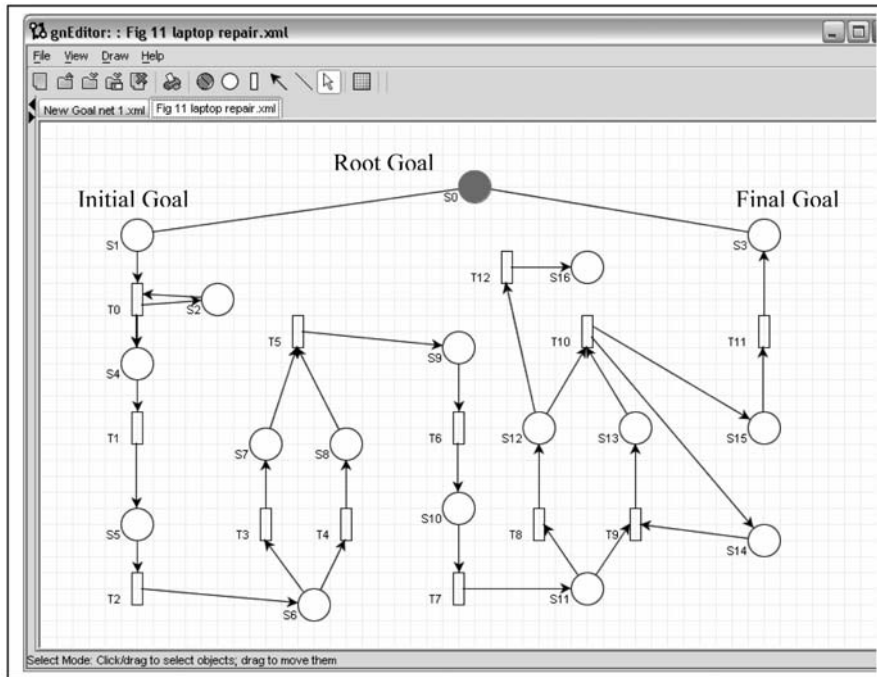 gnEditor: : Fig 11 laptop repair.xml
File View Draw Help
New Goal net 1.xml Fig 11 laptop repair.xml
Root Goal
Initial Goal
Final Goal
S0
S1
S3
T12
S16
T0
S2
T5
T10
T11
S9
S4
T1
S7
S8
T6
S12
S13
S15
S5
T3
T4
S10
T8
T9
S14
T2
S6
T7
S11
Select Mode: Click/drag to select objects; drag to move them